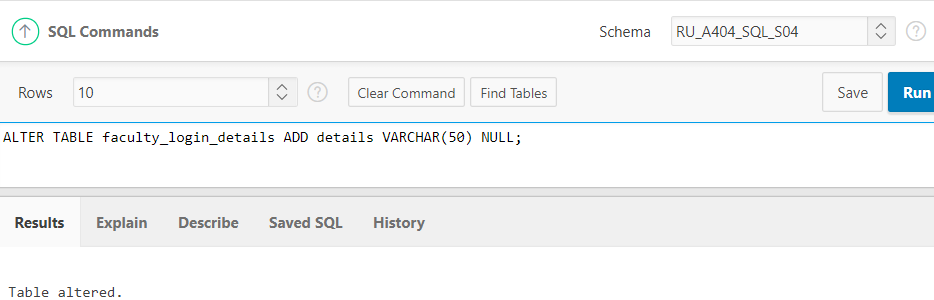 SQL Commands
Schema RU_A404_SQL_S04 ?
Rows 10 ? Clear Command Find Tables Save Run
ALTER TABLE faculty_login_details ADD details VARCHAR(50) NULL;
Results Explain Describe Saved SQL History
Table altered.